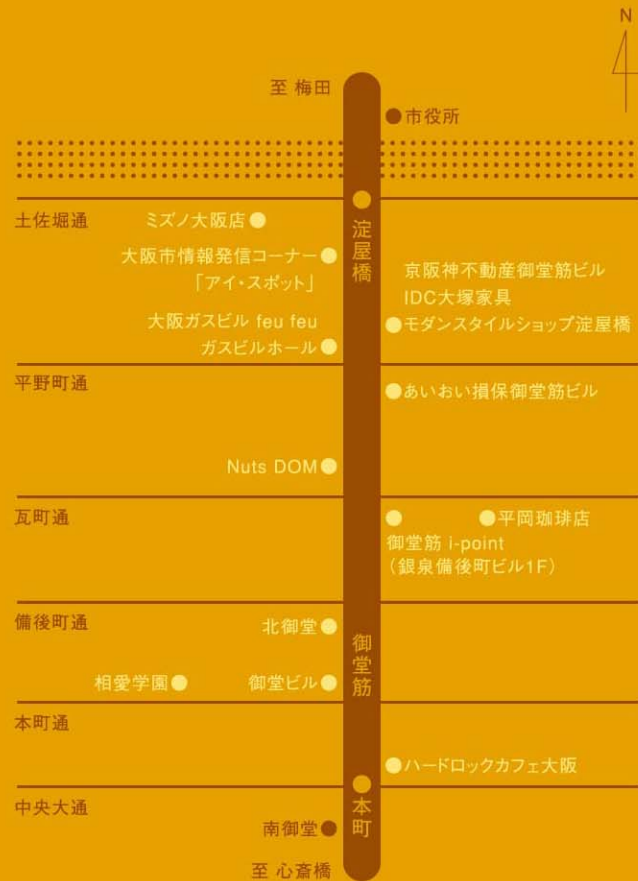 N
至 梅田
市役所
土佐堀通
ミズノ大阪店
淀屋橋
大阪市情報発信コーナー
「アイ・スポット」
京阪神不動産御堂筋ビル
IDC大塚家具
モダンスタイルショップ淀屋橋
大阪ガスビル feu feu
ガスビルホール
平野町通
あいおい損保御堂筋ビル
Nuts DOM
瓦町通
平岡珈琲店
御堂筋 i-point
（銀泉備後町ビル1F）
備後町通
北御堂
御堂筋
相愛学園
御堂ビル
本町通
ハードロックカフェ大阪
中央大通
本町
南御堂
至 心斎橋